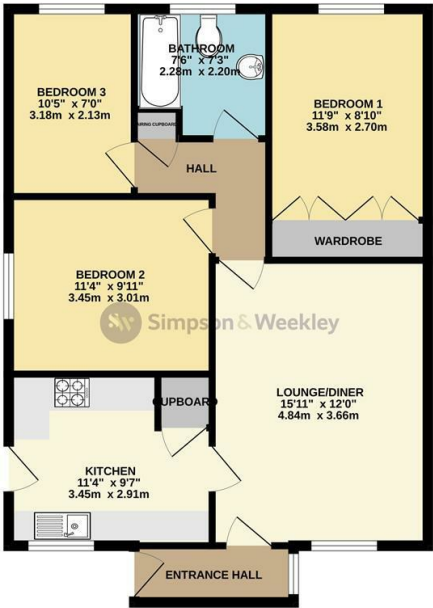 BEDROOM 3
10'5" x 7'0"
3.18m x 2.13m
BATHROOM
7'6" x 7'3"
2.28m x 2.20m
BEDROOM 1
11'9" x 8'10"
3.58m x 2.70m
AIRING CUPBOARD
HALL
WARDROBE
BEDROOM 2
11'4" x 9'11"
3.45m x 3.01m
SW Simpson & Weekley
LOUNGE/DINER
15'11" x 12'0"
4.84m x 3.66m
CUPBOARD
KITCHEN
11'4" x 9'7"
3.45m x 2.91m
ENTRANCE HALL